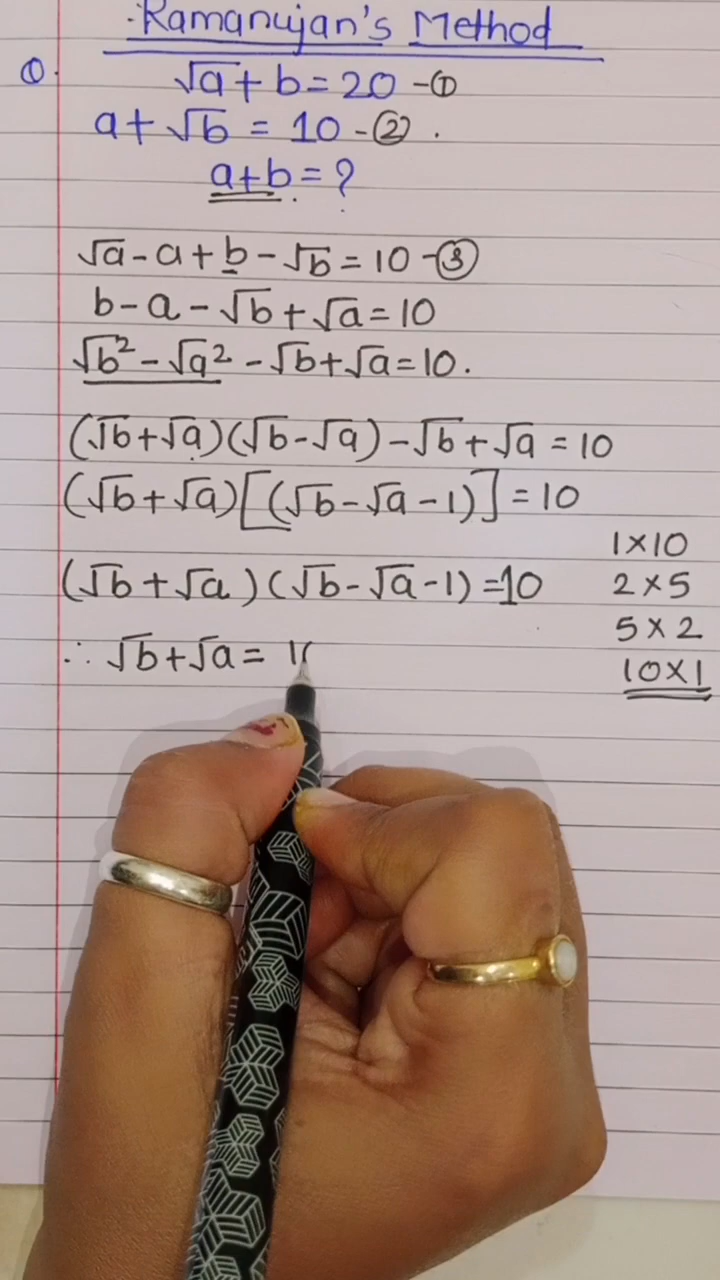 Ramanujan's Method
①. √a + b = 20 -①
a + √b = 10 -②.
a+b = ?
√a - a + b - √b = 10 -③
b - a - √b + √a = 10
√b² - √a² - √b + √a = 10.
(√b + √a)(√b - √a) - √b + √a = 10
(√b + √a)[(√b - √a - 1)] = 10
1×10
(√b + √a)(√b - √a - 1) = 10
2×5
5×2
∴ √b + √a = 10
10×1